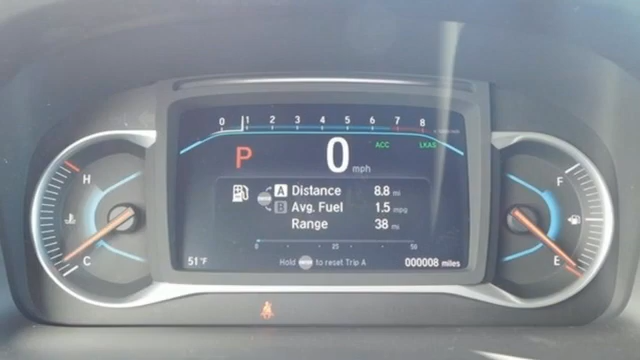 0 1 2 3 4 5 6 7 8
ACC LKAS
P 0 mph
H F
A Distance 8.8 mi
B Avg. Fuel 1.5 mpg
Range 38 mi
C E
0 25 50
51°F Hold to reset Trip A 000008 miles